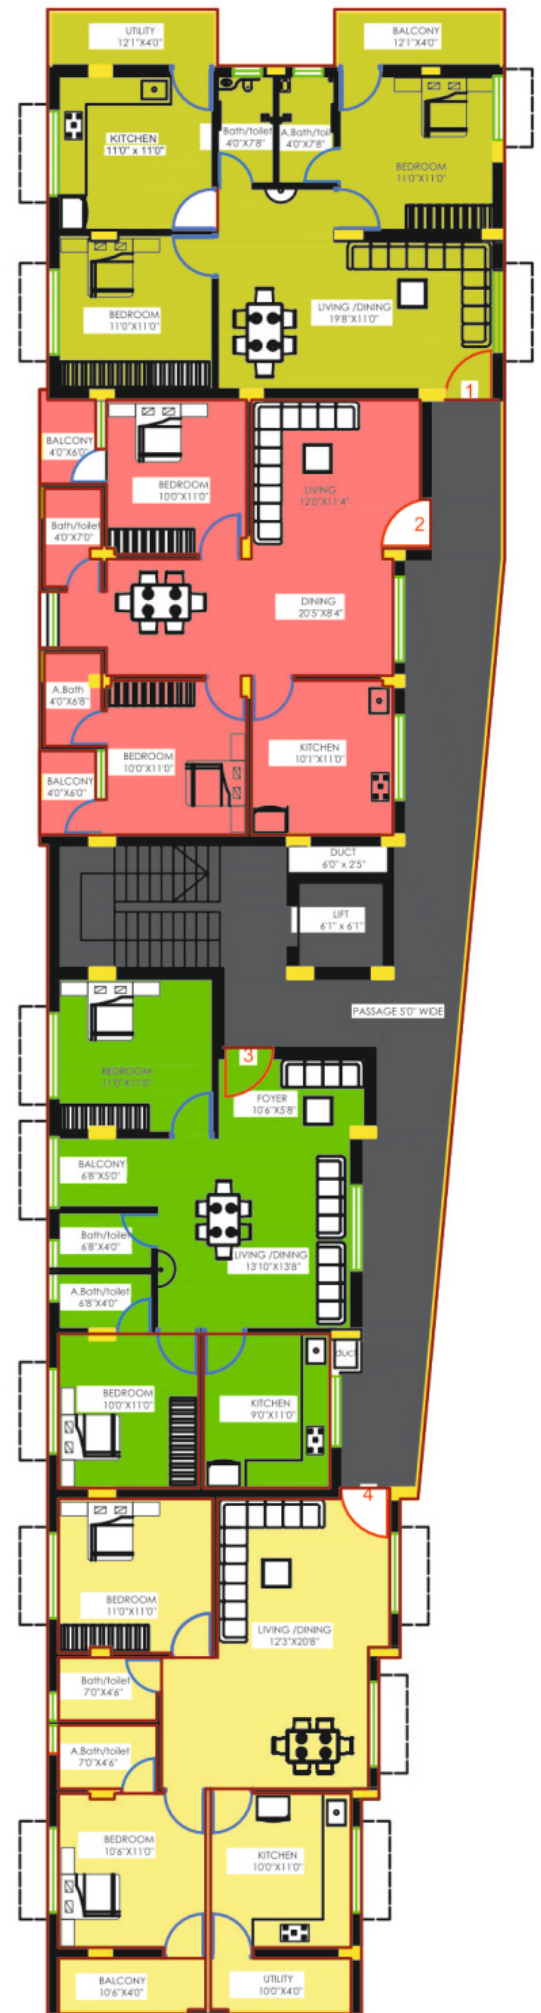 UTILITY
12'1"X4'0"
BALCONY
12'1"X4'0"
KITCHEN
11'0" x 11'0"
Bath/toilet
4'0"X7'8"
A.Bath/toil
4'0"X7'8"
BEDROOM
11'0"X11'0"
BEDROOM
11'0"X11'0"
LIVING /DINING
19'8"X11'0"
1
BALCONY
4'0"X6'0"
BEDROOM
10'0"X11'0"
LIVING
12'0"X11'4"
2
Bath/toilet
4'0"X7'0"
DINING
20'5"X8'4"
A.Bath
4'0"X6'8"
BEDROOM
10'0"X11'0"
KITCHEN
10'1"X11'0"
BALCONY
4'0"X6'0"
DUCT
6'0" x 2'5"
LIFT
6'1" x 6'1"
PASSAGE 5'0" WIDE
3
BEDROOM
11'0"X11'0"
FOYER
10'6"X5'8"
BALCONY
6'8"X5'0"
Bath/toilet
6'8"X4'0"
LIVING /DINING
13'10"X13'8"
A.Bath/toilet
6'8"X4'0"
duct
BEDROOM
10'0"X11'0"
KITCHEN
9'0"X11'0"
4
BEDROOM
11'0"X11'0"
LIVING /DINING
12'3"X20'8"
Bath/toilet
7'0"X4'6"
A.Bath/toilet
7'0"X4'6"
BEDROOM
10'6"X11'0"
KITCHEN
10'0"X11'0"
BALCONY
10'6"X4'0"
UTILITY
10'0"X4'0"